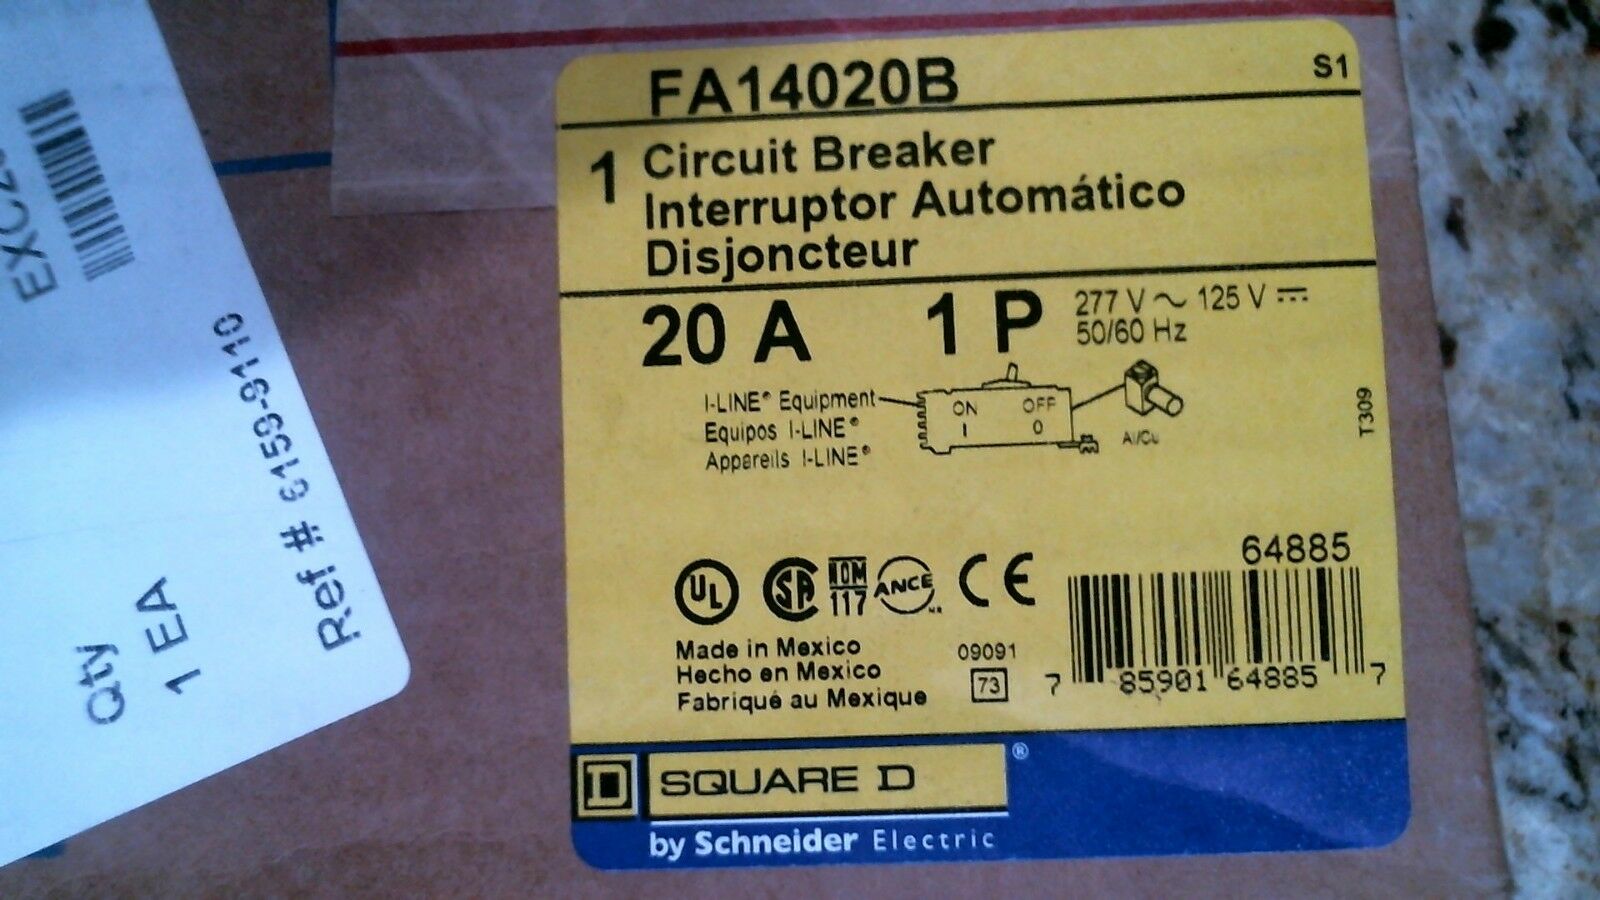 FA14020B
S1
1
Circuit Breaker
Interruptor Automático
Disjoncteur
20 A 1 P
277 V ~ 125 V ⎓
50/60 Hz
I-LINE® Equipment
Equipos I-LINE®
Appareils I-LINE®
ON OFF
I O
Al/Cu
T309
UL
SA
NOM
117
ANCE
CE
64885
7 85901 64885 7
Made in Mexico
Hecho en Mexico
Fabriqué au Mexique
09091
73
D
SQUARE D ®
by Schneider Electric
Qty
1 EA
Ref # 6159-9110